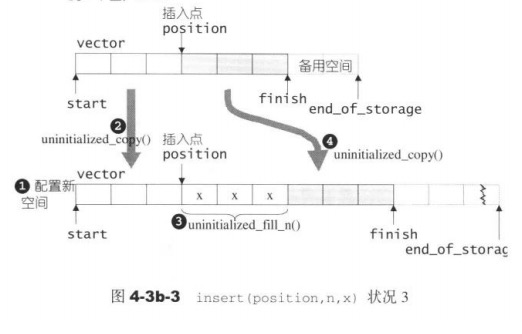 插入点
position
vector
备用空间
start
finish
end_of_storage
❷
uninitialized_copy()
插入点
position
❹
uninitialized_copy()
❶ 配置新
空间
vector
x x x
❸ uninitialized_fill_n()
start
finish
end_of_storag
图 4-3b-3 insert(position,n,x) 状况 3